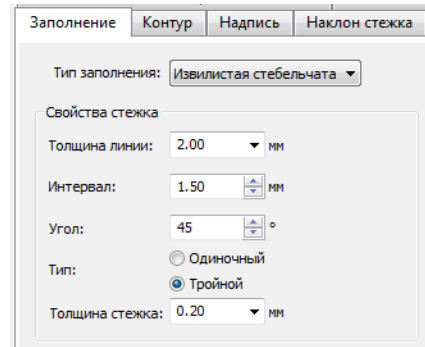 Заполнение Контур Надпись Наклон стежка
Тип заполнения: Извилистая стебельчата
Свойства стежка
Толщина линии: 2.00 мм
Интервал: 1.50 мм
Угол: 45 °
Тип: Одиночный
Тройной
Толщина стежка: 0.20 мм